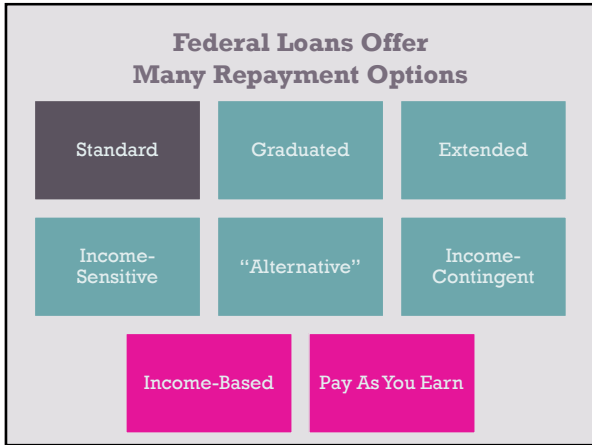 Federal Loans Offer
Many Repayment Options
Standard
Graduated
Extended
Income-
Sensitive
“Alternative”
Income-
Contingent
Income-Based
Pay As You Earn